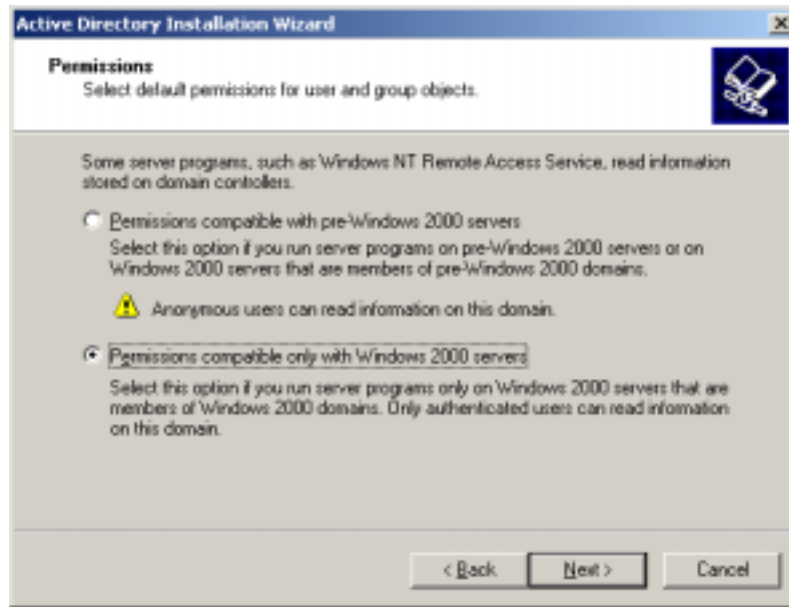 Active Directory Installation Wizard
Permissions
Select default permissions for user and group objects.
Some server programs, such as Windows NT Remote Access Service, read information
stored on domain controllers.
Permissions compatible with pre-Windows 2000 servers
Select this option if you run server programs on pre-Windows 2000 servers or on
Windows 2000 servers that are members of pre-Windows 2000 domains.
Anonymous users can read information on this domain.
Permissions compatible only with Windows 2000 servers
Select this option if you run server programs only on Windows 2000 servers that are
members of Windows 2000 domains. Only authenticated users can read information
on this domain.
< Back Next > Cancel